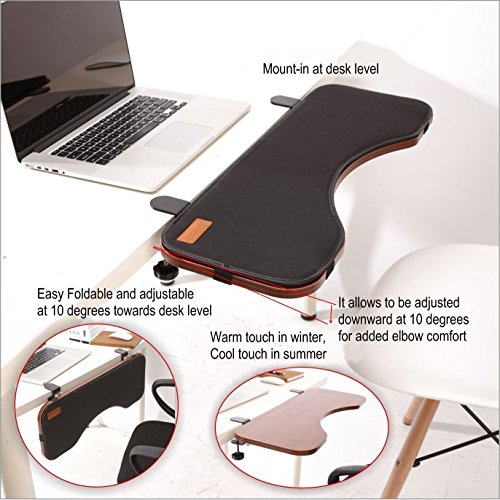 Mount-in at desk level
Easy Foldable and adjustable
at 10 degrees towards desk level
It allows to be adjusted
downward at 10 degrees
for added elbow comfort
Warm touch in winter,
Cool touch in summer